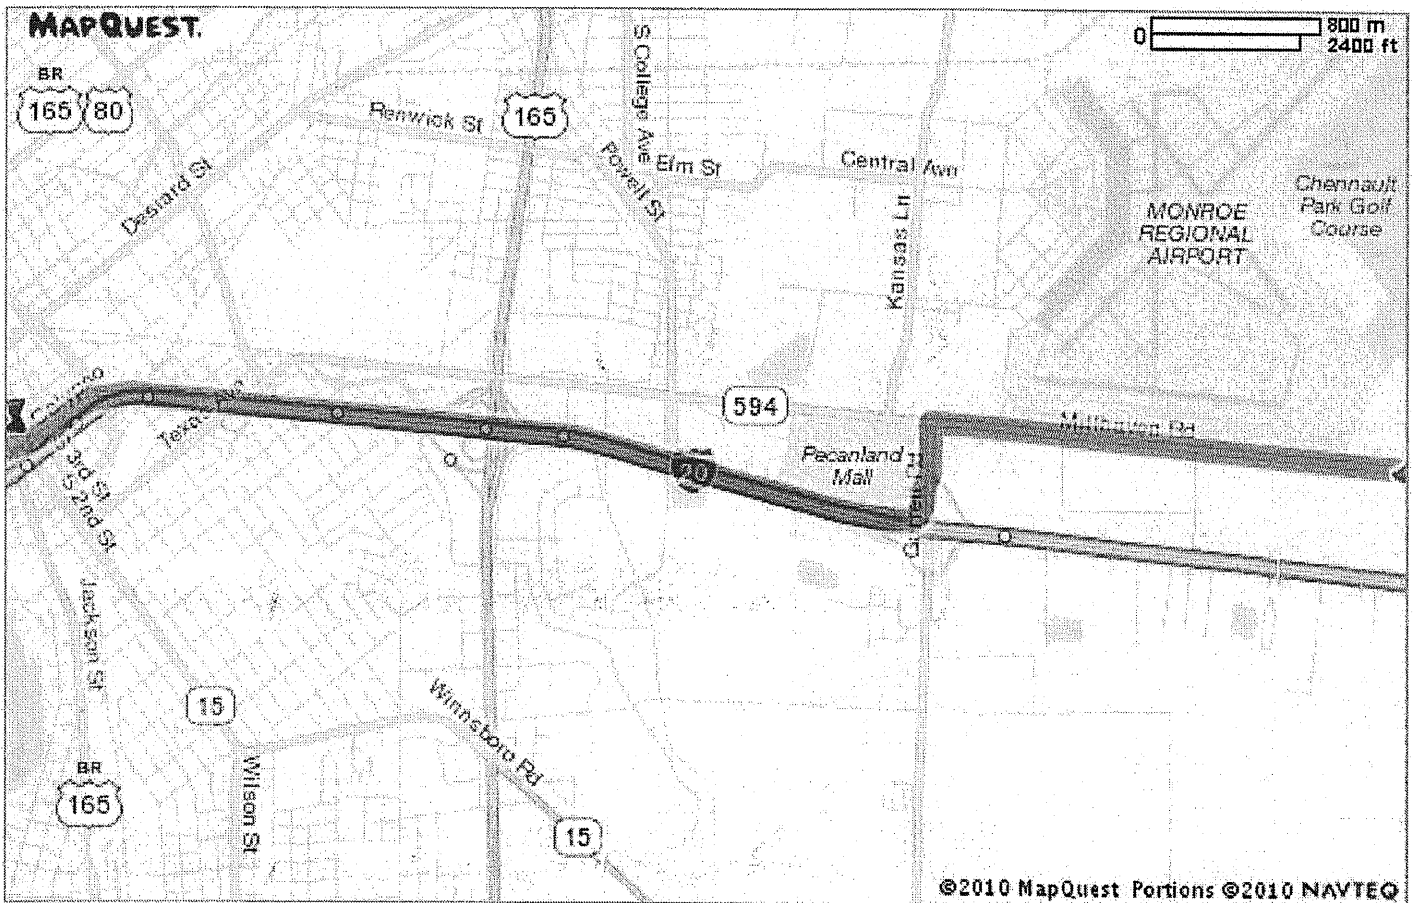 MAPQUEST.
0
800 m
2400 ft
BR
165
80
Renwick St
165
S College Ave
Desiard St
Powell St
Elm St
Central Ave
Kansas Ln
MONROE
REGIONAL
AIRPORT
Chennault
Park Golf
Course
594
Millhaven Rd
Pecanland
Mall
20
3rd St
S 2nd St
Jackson St
15
Winnsboro Rd
BR
165
Wilson St
15
©2010 MapQuest Portions ©2010 NAVTEQ